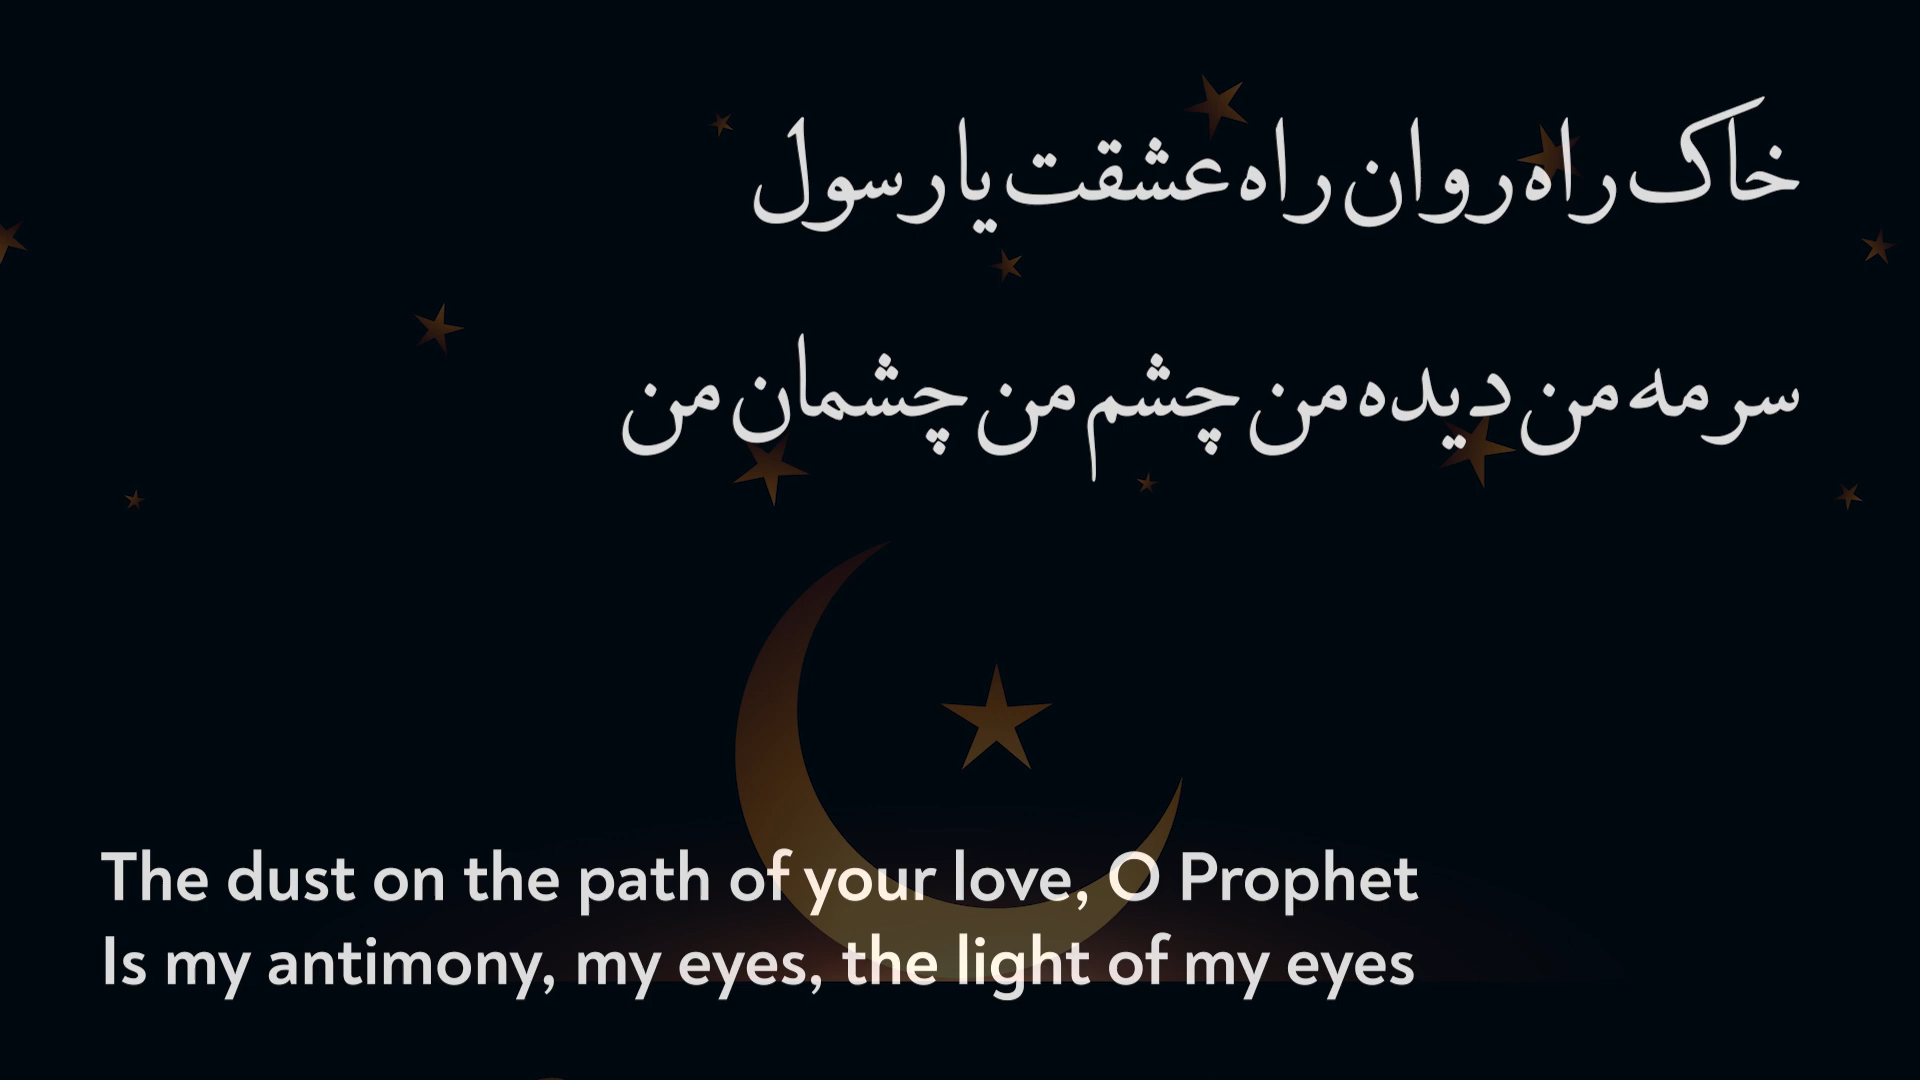 خاک راه روان راه عشقت یا رسول
سرمه من دیده من چشم من چشمان من
The dust on the path of your love, O Prophet
Is my antimony, my eyes, the light of my eyes